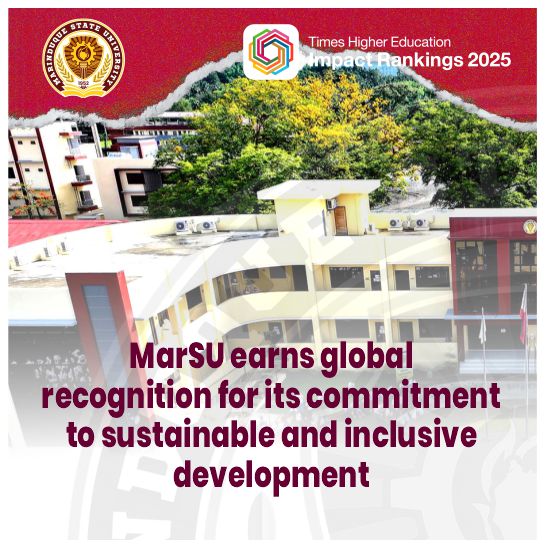 MARINDUQUE STATE UNIVERSITY
1952
Times Higher Education
Impact Rankings 2025
MarSU earns global
recognition for its commitment
to sustainable and inclusive
development